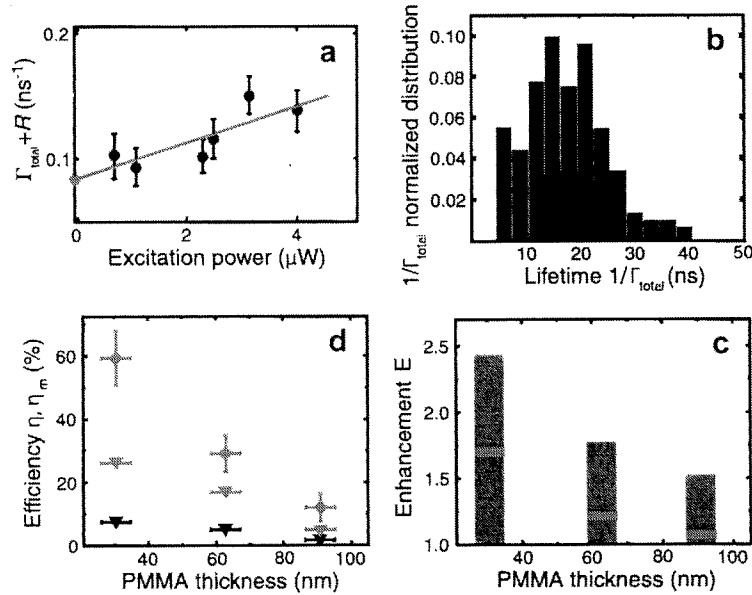 a
0.2
0.1
0
2
4
Γtotal+R (ns-1)
Excitation power (μW)
b
0.10
0.08
0.06
0.04
0.02
10
20
30
40
50
1/Γtotal normalized distribution
Lifetime 1/Γtotal (ns)
d
60
40
20
0
40
60
80
100
Efficiency η, ηm (%)
PMMA thickness (nm)
c
2.5
2.0
1.5
1.0
40
60
80
100
Enhancement E
PMMA thickness (nm)